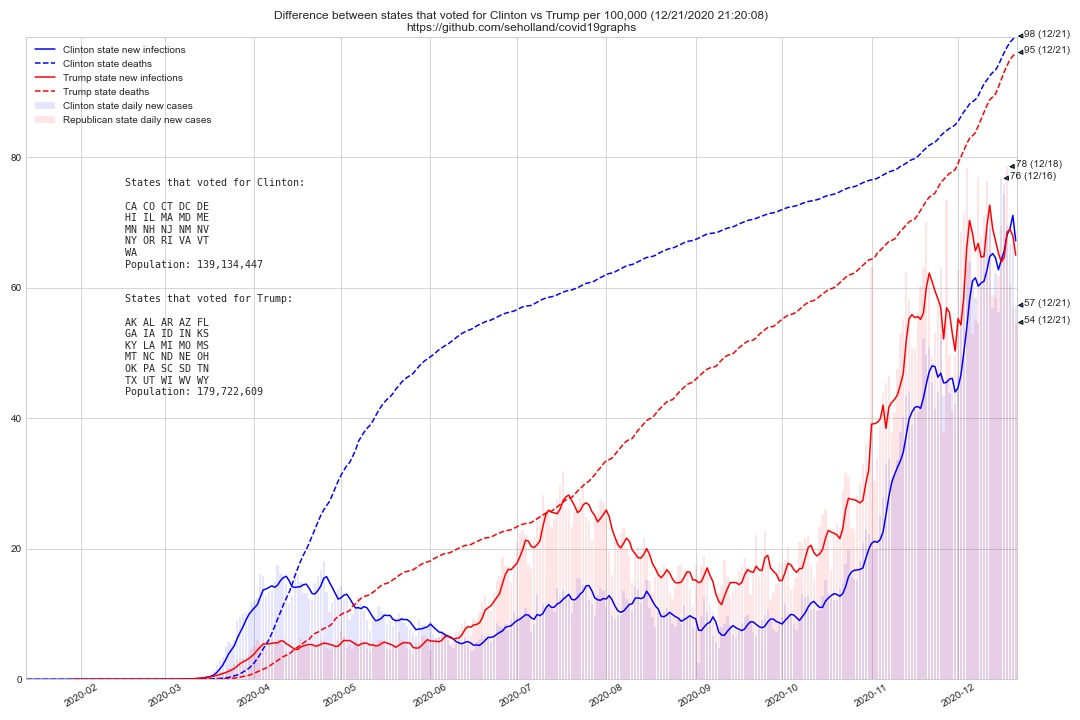 Difference between states that voted for Clinton vs Trump per 100,000 (12/21/2020 21:20:08)
https://github.com/seholland/covid19graphs
Clinton state new infections
Clinton state deaths
Trump state new infections
Trump state deaths
Clinton state daily new cases
Republican state daily new cases
98 (12/21)
95 (12/21)
78 (12/18)
76 (12/16)
57 (12/21)
54 (12/21)
States that voted for Clinton:
CA CO CT DC DE
HI IL MA MD ME
MN NH NJ NM NV
NY OR RI VA VT
WA
Population: 139,134,447
States that voted for Trump:
AK AL AR AZ FL
GA IA ID IN KS
KY LA MI MO MS
MT NC ND NE OH
OK PA SC SD TN
TX UT WI WV WY
Population: 179,722,609
80
60
40
20
0
2020-02
2020-03
2020-04
2020-05
2020-06
2020-07
2020-08
2020-09
2020-10
2020-11
2020-12